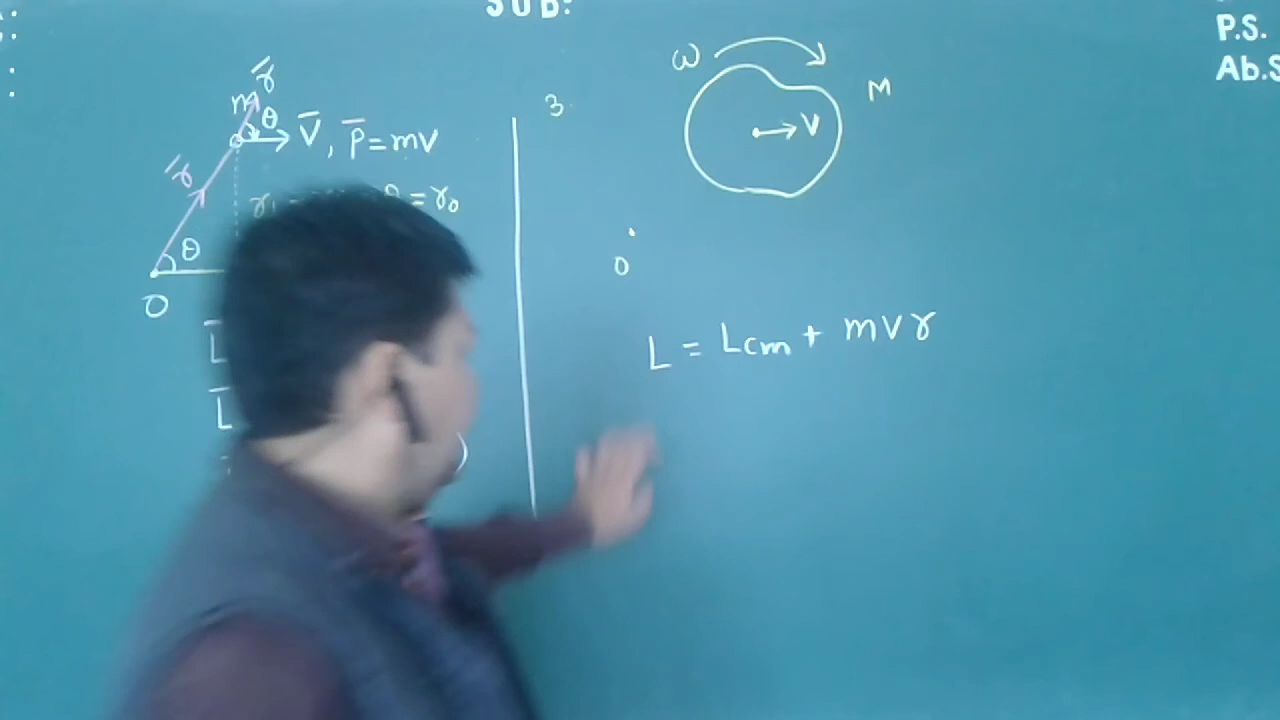 SUB:
P.S.
Ab.S
r̅
m
θ
V̅, p̅ = mv
r̅
= r₀
θ
O
L̅
L̅
3.
ω
M
V
O
L = Lcm + mvr